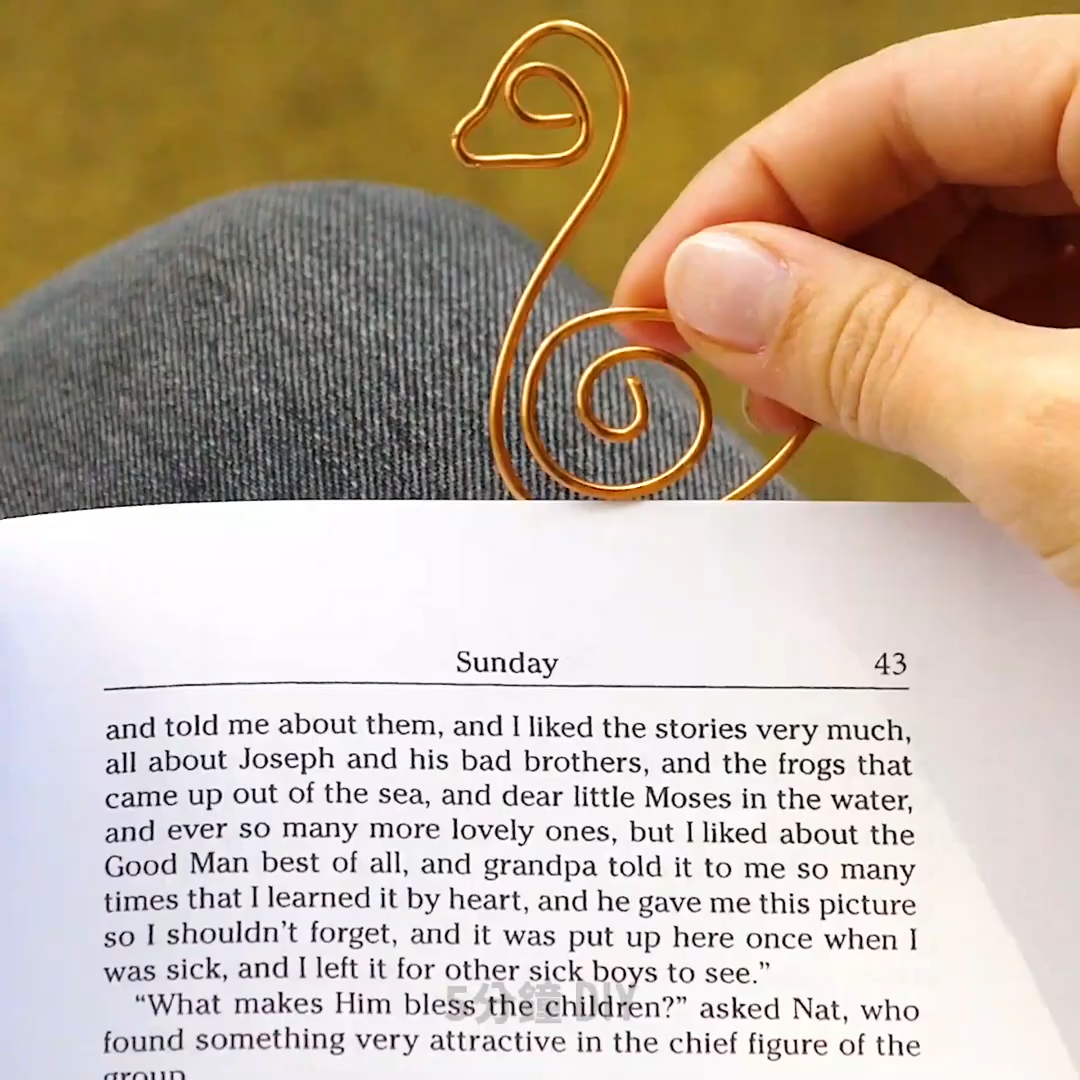 Sunday 43
and told me about them, and I liked the stories very much,
all about Joseph and his bad brothers, and the frogs that
came up out of the sea, and dear little Moses in the water,
and ever so many more lovely ones, but I liked about the
Good Man best of all, and grandpa told it to me so many
times that I learned it by heart, and he gave me this picture
so I shouldn't forget, and it was put up here once when I
was sick, and I left it for other sick boys to see.”
“What makes Him bless the children?” asked Nat, who
5分鐘 DIY
found something very attractive in the chief figure of the
group